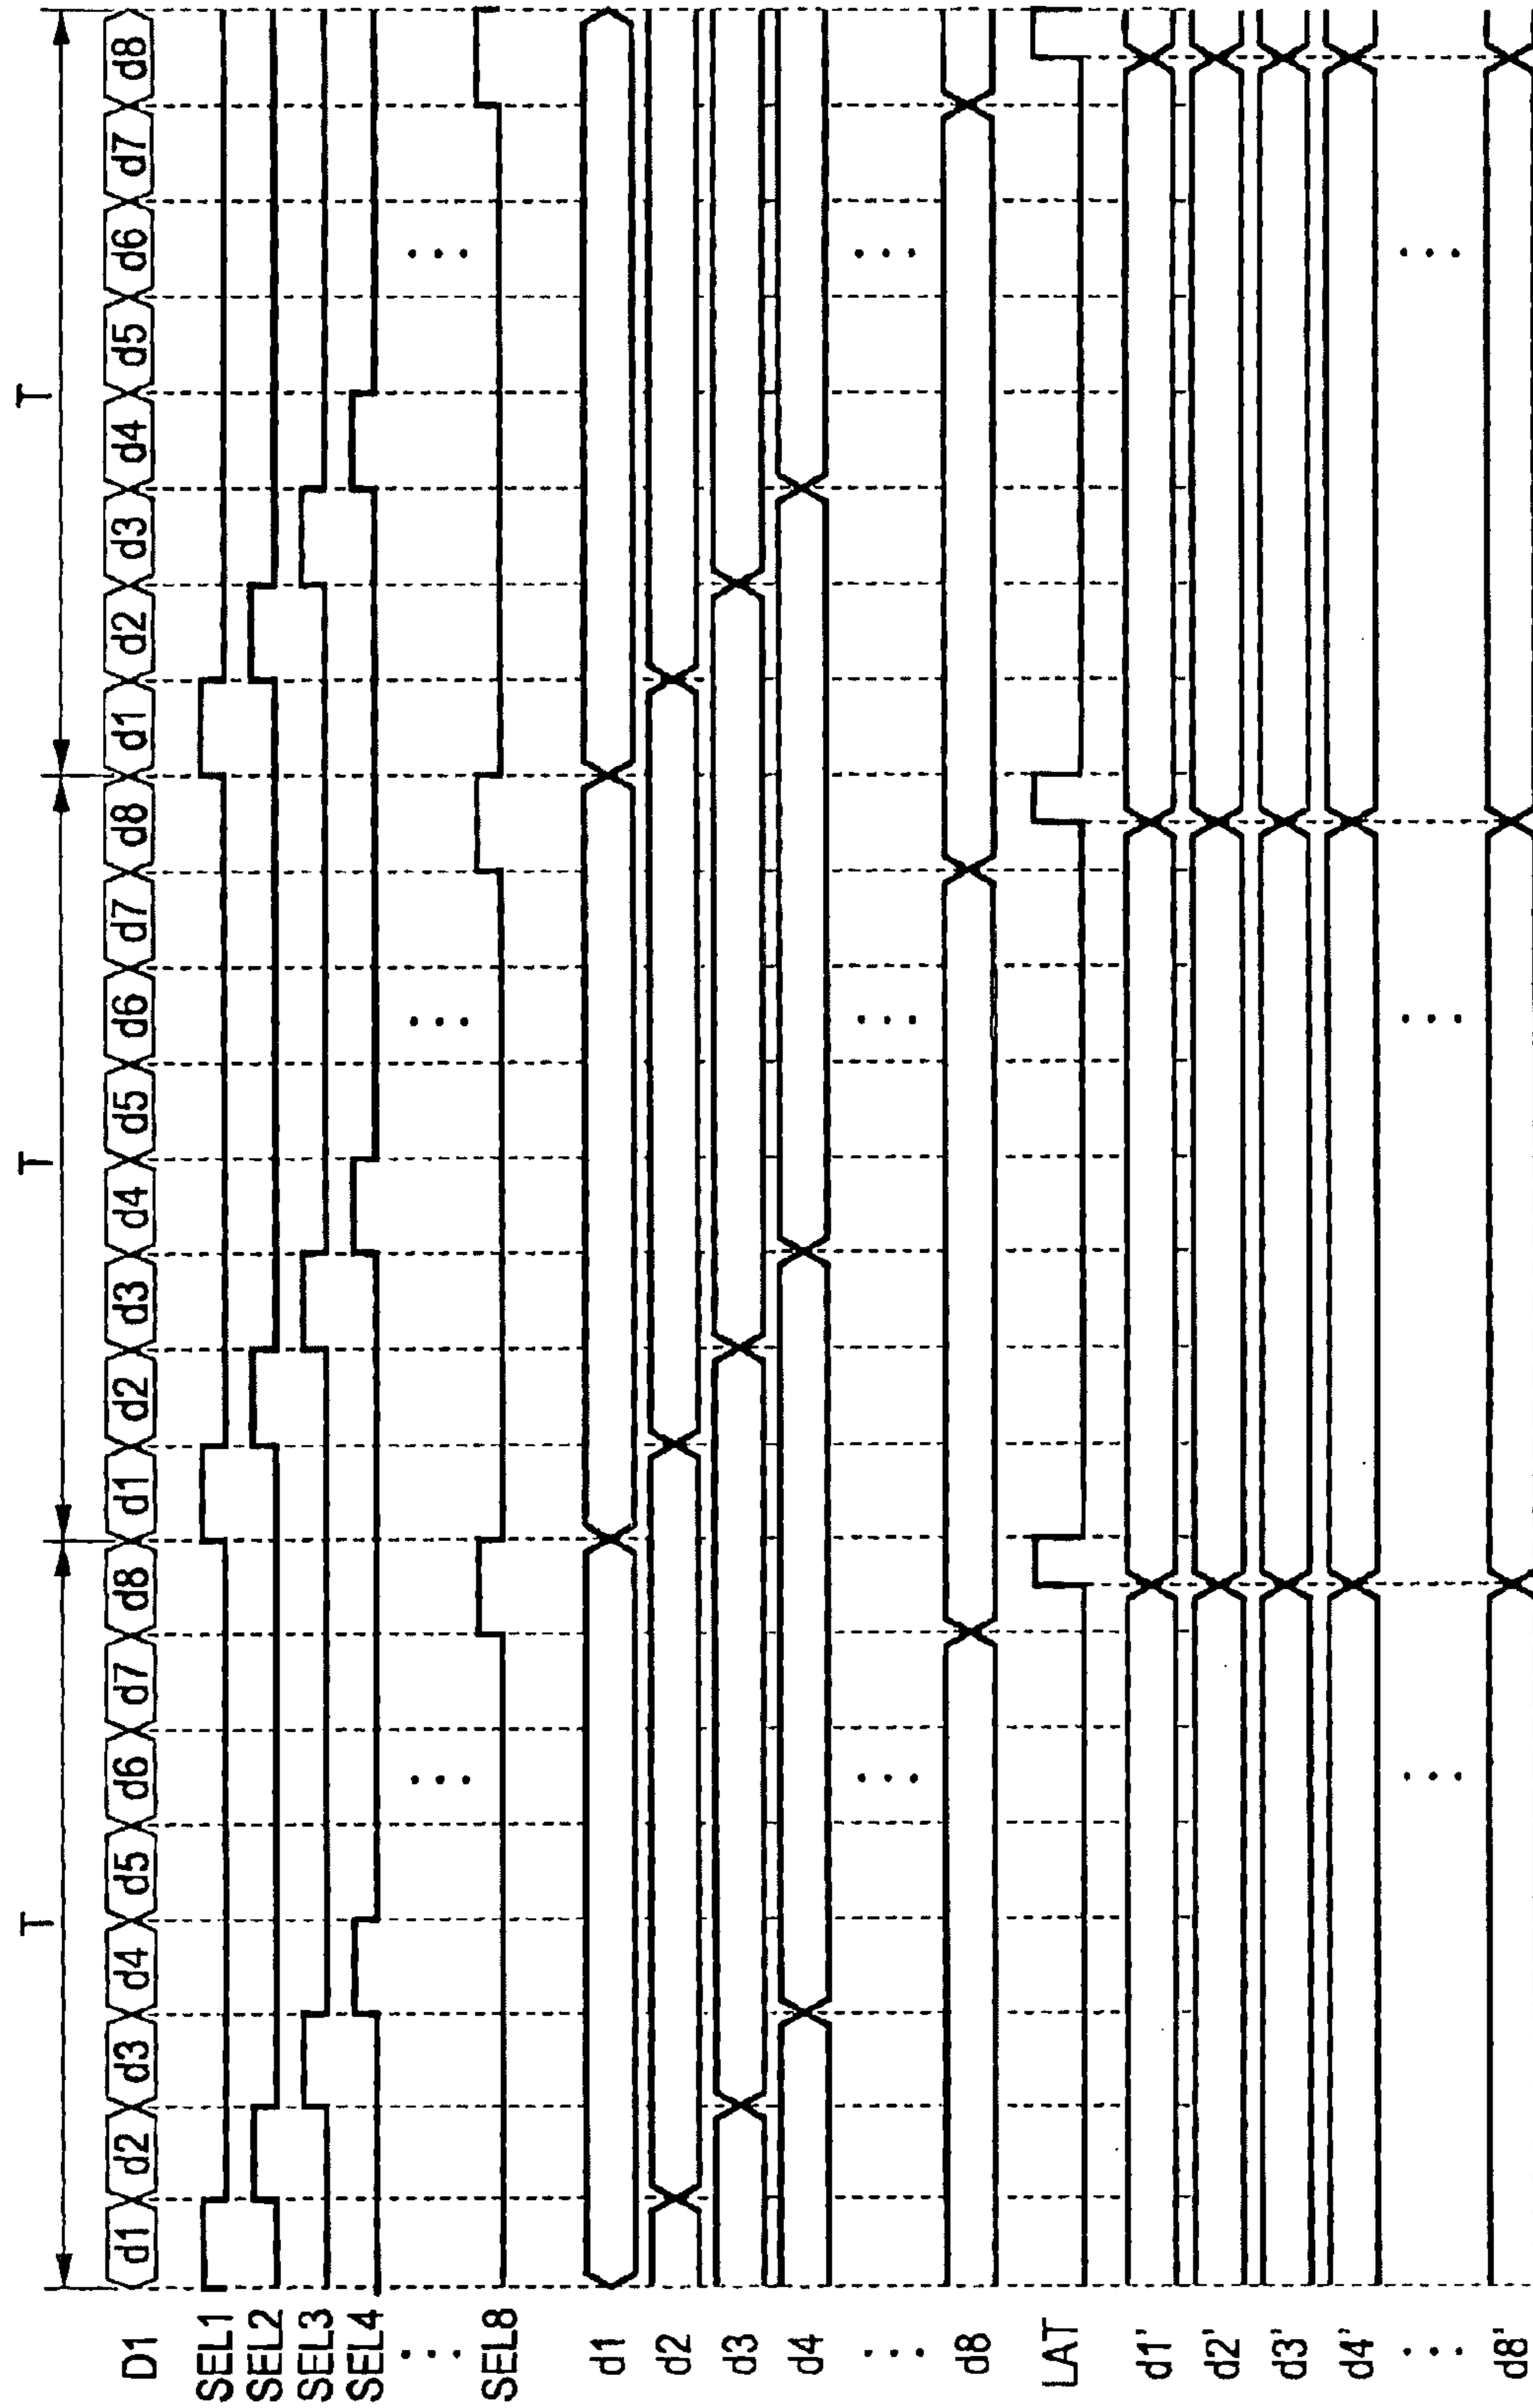 T T T
D1 d1 d2 d3 d4 d5 d6 d7 d8 d1 d2 d3 d4 d5 d6 d7 d8 d1 d2 d3 d4 d5 d6 d7 d8
SEL1
SEL2
SEL3
SEL4
... ... ... ...
SEL8
d1
d2
d3
d4
... ... ... ...
d8
LAT
d1'
d2'
d3'
d4'
... ... ... ...
d8'